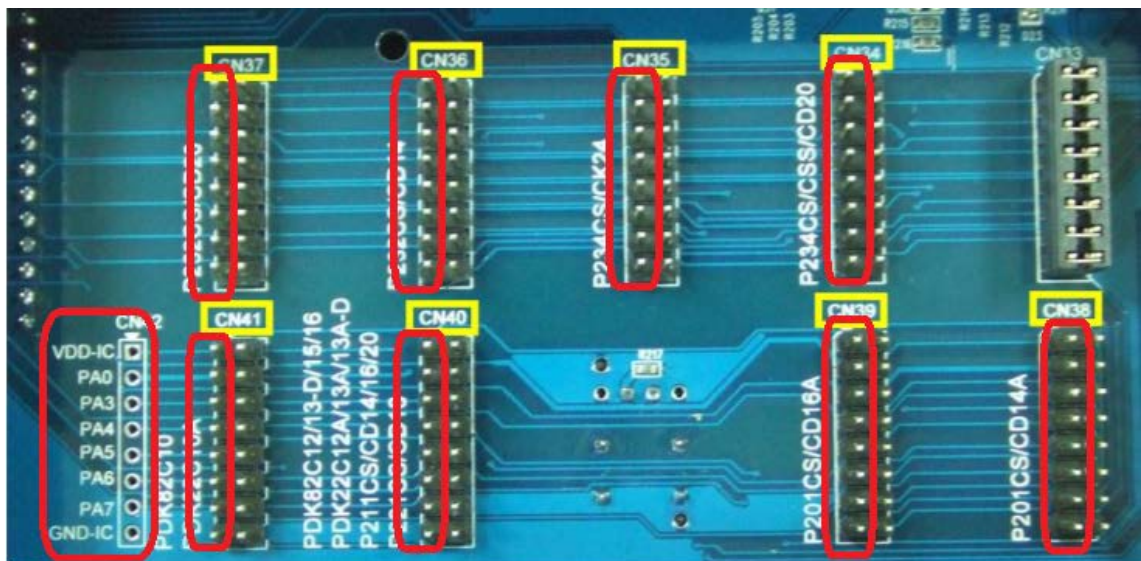 R215
CN37
CN36
CN35
CN34
CN33
P234CS/CK24
P234CS/CSS/CD20
CN42
CN41
CN40
CN39
CN38
VDD-IC
PA0
PA3
PA4
PA5
PA6
PA7
GND-IC
PDK82C12/13-D/15/16
PDK22C12A/13A/13A-D
P211CS/CD14/16/20
R217
P201CS/CD16A
P201CS/CD14A